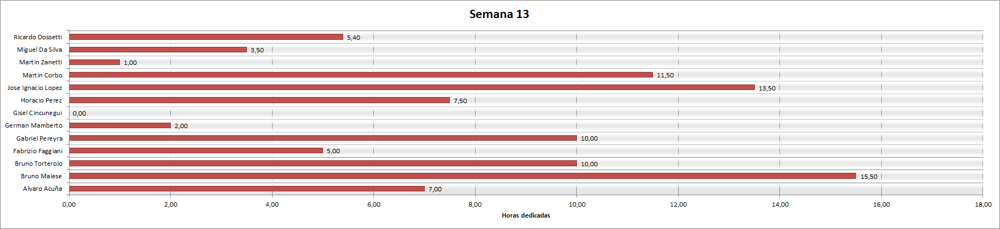 Semana 13
Ricardo Dossetti 5,40
Miguel Da Silva 3,50
Martin Zanetti 1,00
Martin Corbo 11,50
Jose Ignacio Lopez 13,50
Horacio Perez 7,50
Gisel Cincunegui 0,00
German Mamberto 2,00
Gabriel Pereyra 10,00
Fabrizio Faggiani 5,00
Bruno Torterolo 10,00
Bruno Maiese 15,50
Alvaro Acuña 7,00
0,00 2,00 4,00 6,00 8,00 10,00 12,00 14,00 16,00 18,00
Horas dedicadas